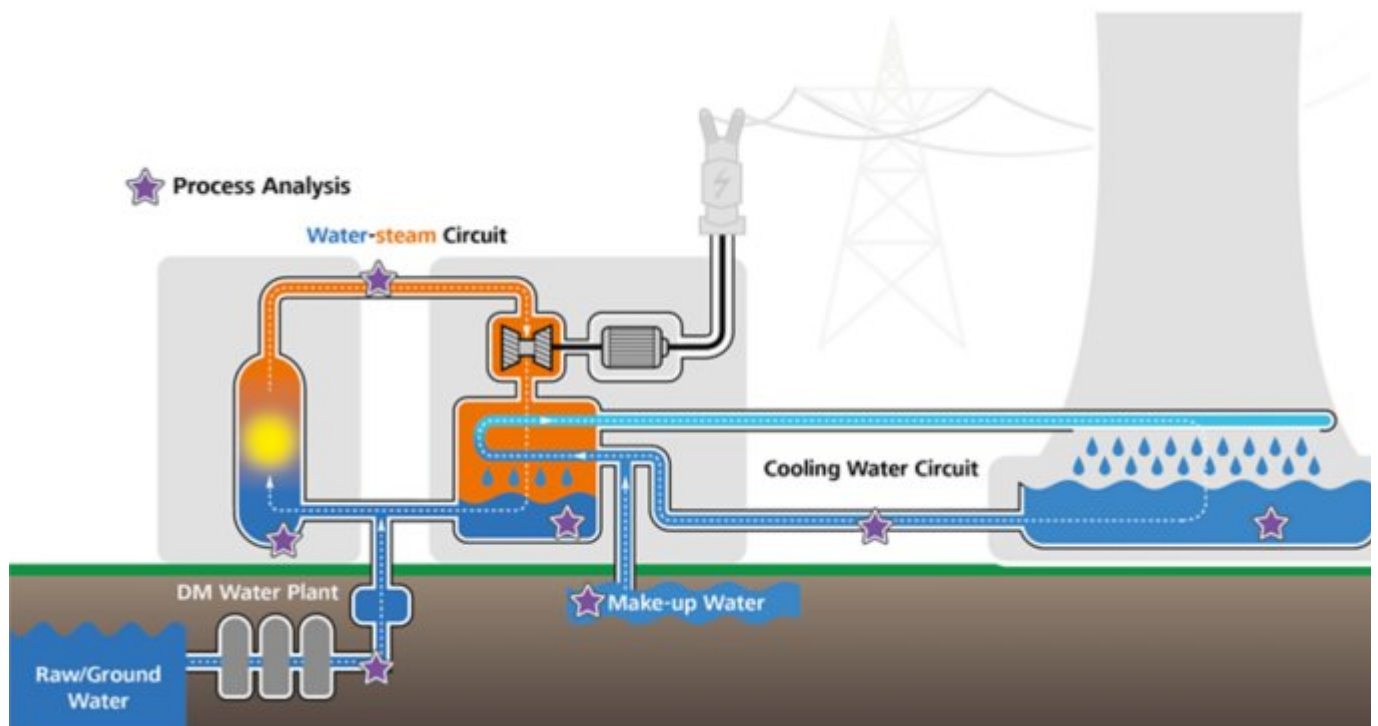 Process Analysis
Water-steam Circuit
Cooling Water Circuit
DM Water Plant
Make-up Water
Raw/Ground
Water